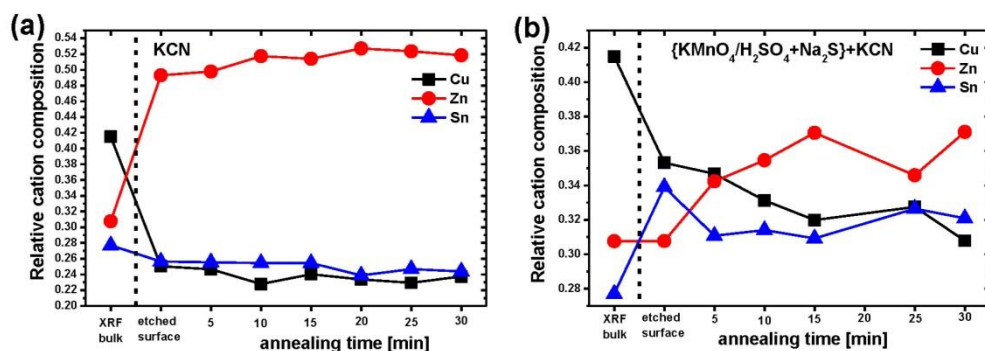 (a)
KCN
Relative cation composition
0.54
0.52
0.50
0.48
0.46
0.44
0.42
0.40
0.38
0.36
0.34
0.32
0.30
0.28
0.26
0.24
0.22
0.20
Cu
Zn
Sn
XRF bulk
etched surface
5
10
15
20
25
30
annealing time [min]
(b)
{KMnO₄/H₂SO₄+Na₂S}+KCN
Relative cation composition
0.42
0.40
0.38
0.36
0.34
0.32
0.30
0.28
Cu
Zn
Sn
XRF bulk
etched surface
5
10
15
20
25
30
annealing time [min]